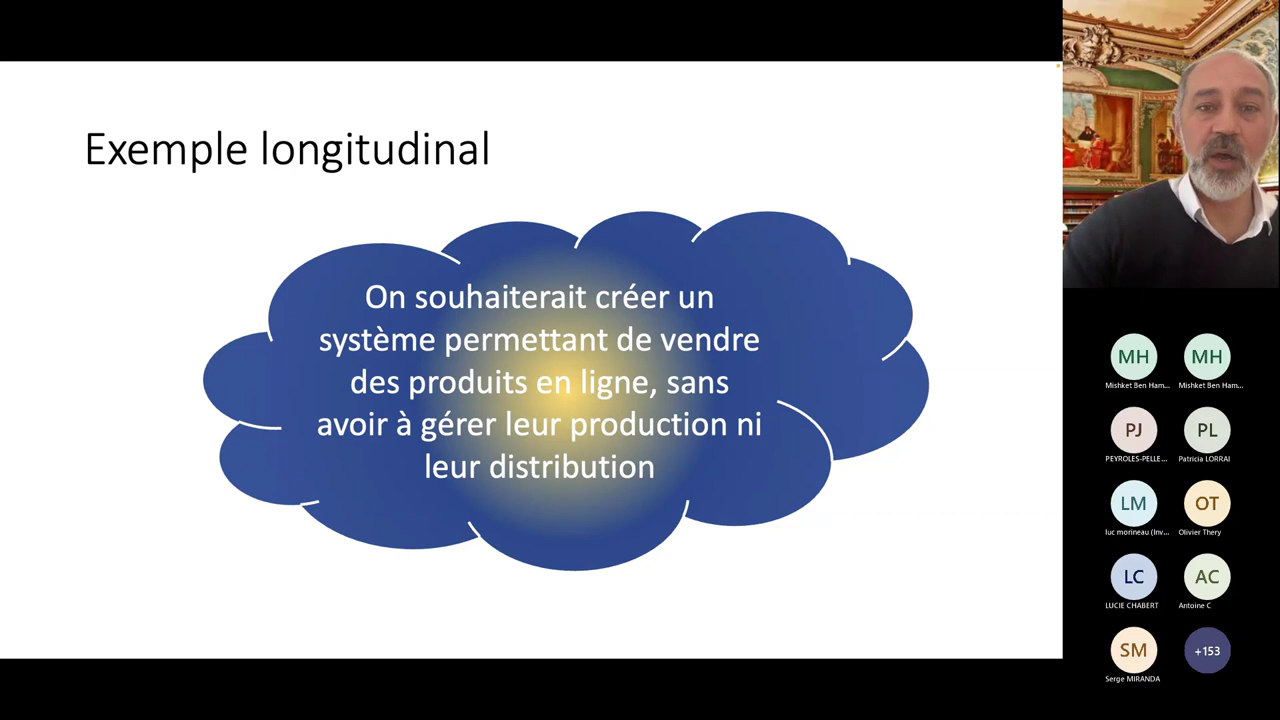 Exemple longitudinal
On souhaiterait créer un
système permettant de vendre
des produits en ligne, sans
avoir à gérer leur production ni
leur distribution
MH
Mishket Ben Ham...
MH
Mishket Ben Ham...
PJ
PEYROLES-PELLE...
PL
Patricia LORRAI
LM
luc morineau (Inv...
OT
Olivier Thery
LC
LUCIE CHABERT
AC
Antoine C
SM
Serge MIRANDA
+153